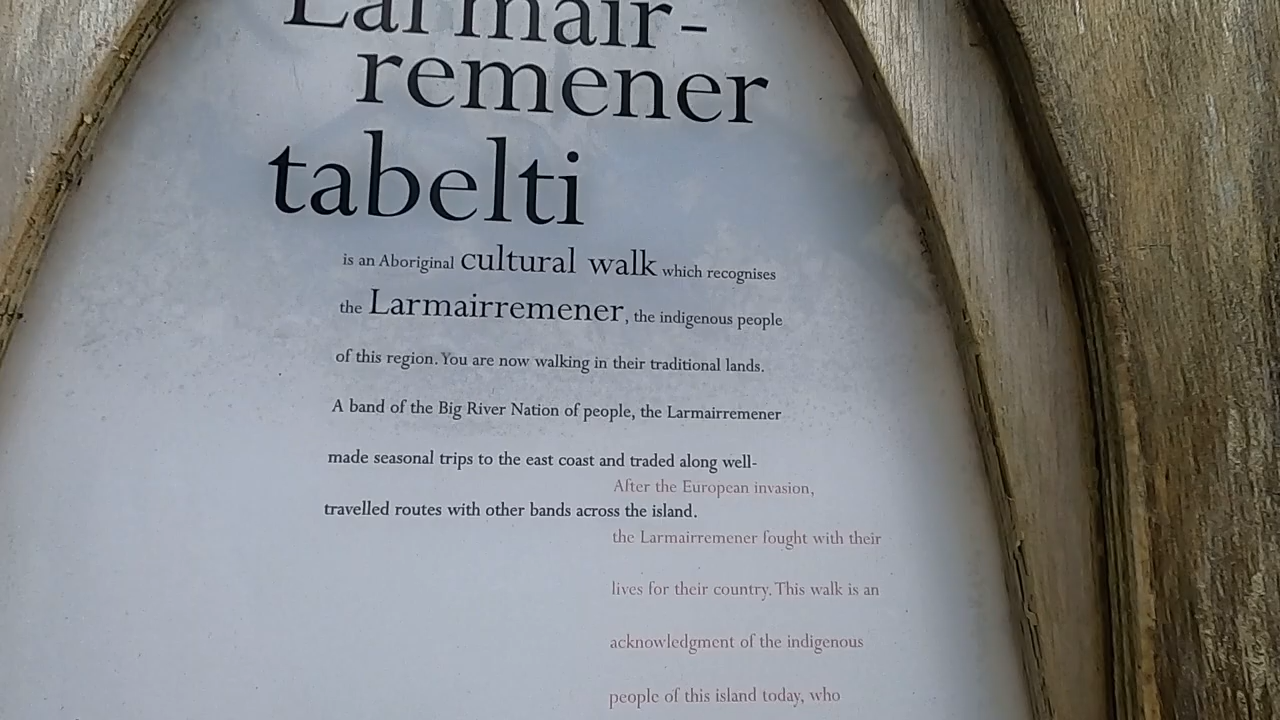 Larmair-
remener
tabelti
is an Aboriginal cultural walk which recognises
the Larmairremener, the indigenous people
of this region. You are now walking in their traditional lands.
A band of the Big River Nation of people, the Larmairremener
made seasonal trips to the east coast and traded along well-
travelled routes with other bands across the island.
After the European invasion,
the Larmairremener fought with their
lives for their country. This walk is an
acknowledgment of the indigenous
people of this island today, who